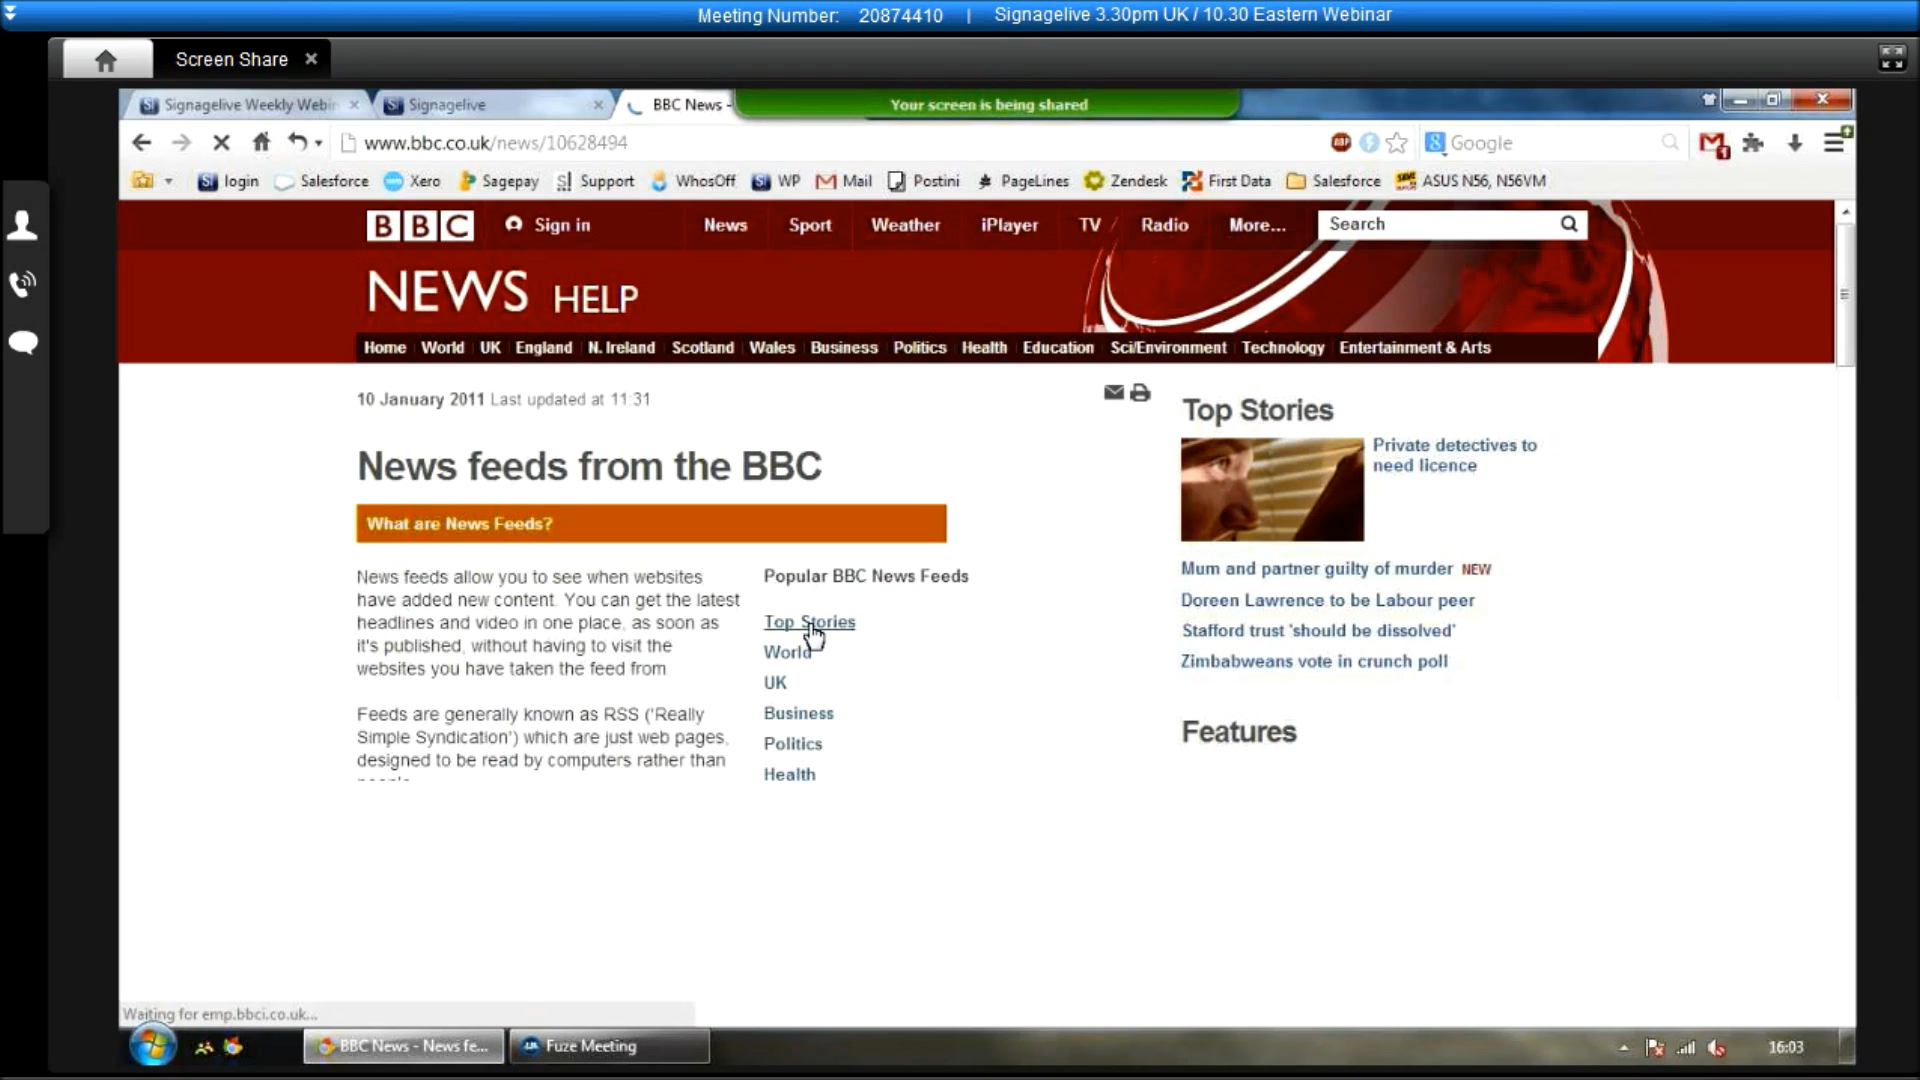 Meeting Number: 20874410 | Signagelive 3.30pm UK / 10.30 Eastern Webinar
Screen Share
Signagelive Weekly Webin
Signagelive
BBC News -
Your screen is being shared
www.bbc.co.uk/news/10628494
ABP
Google
login Salesforce Xero Sagepay Support WhosOff WP Mail Postini PageLines Zendesk First Data Salesforce ASUS N56, N56VM
BBC Sign in News Sport Weather iPlayer TV Radio More... Search
NEWS HELP
Home World UK England N. Ireland Scotland Wales Business Politics Health Education Sci/Environment Technology Entertainment & Arts
10 January 2011 Last updated at 11:31
News feeds from the BBC
What are News Feeds?
News feeds allow you to see when websites
have added new content. You can get the latest
headlines and video in one place, as soon as
it's published, without having to visit the
websites you have taken the feed from
Feeds are generally known as RSS ('Really
Simple Syndication') which are just web pages,
designed to be read by computers rather than
Popular BBC News Feeds
Top Stories
World
UK
Business
Politics
Health
Top Stories
Private detectives to
need licence
Mum and partner guilty of murder NEW
Doreen Lawrence to be Labour peer
Stafford trust 'should be dissolved'
Zimbabweans vote in crunch poll
Features
Waiting for emp.bbci.co.uk...
BBC News - News fe...
Fuze Meeting
16:03